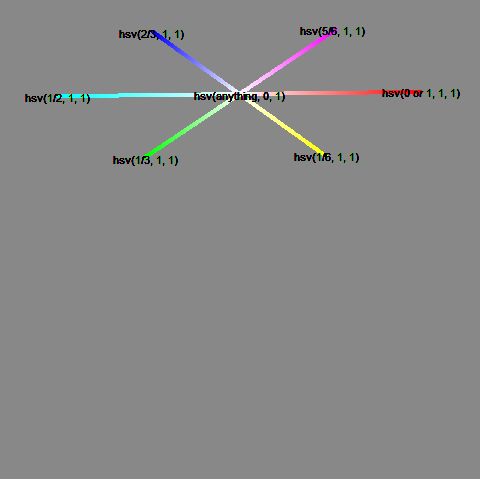 hsv(5/6, 1, 1)
hsv(2/3, 1, 1)
hsv(0 or 1, 1, 1)
hsv(anything, 0, 1)
hsv(1/2, 1, 1)
hsv(1/6, 1, 1)
hsv(1/3, 1, 1)